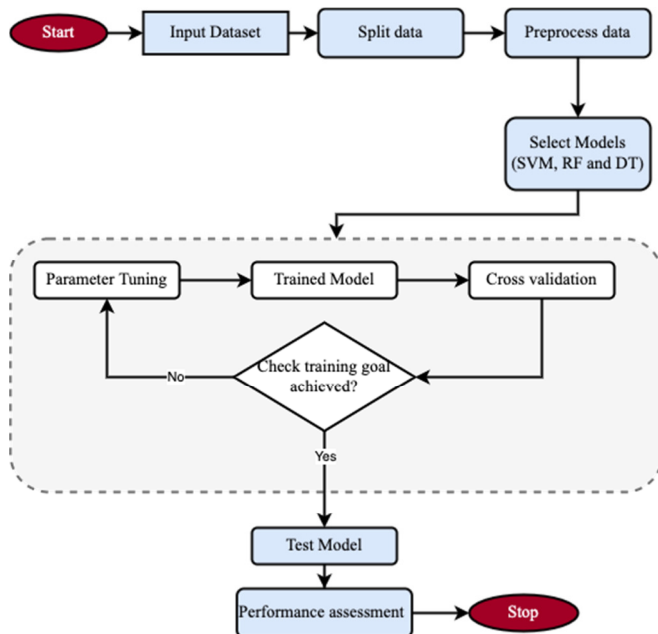 Start
Input Dataset
Split data
Preprocess data
Select Models
(SVM, RF and DT)
Parameter Tuning
Trained Model
Cross validation
Check training goal
achieved?
No
Yes
Test Model
Performance assessment
Stop